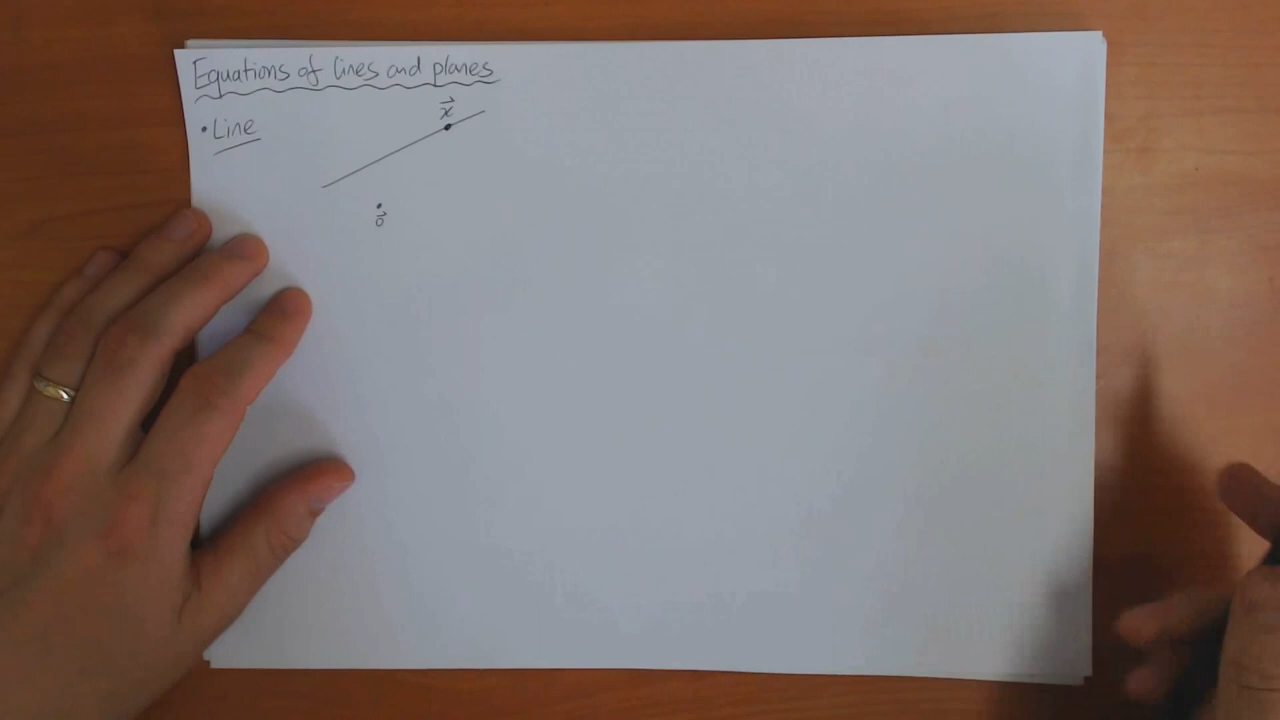 Equations of lines and planes
• Line
x⃗
0⃗